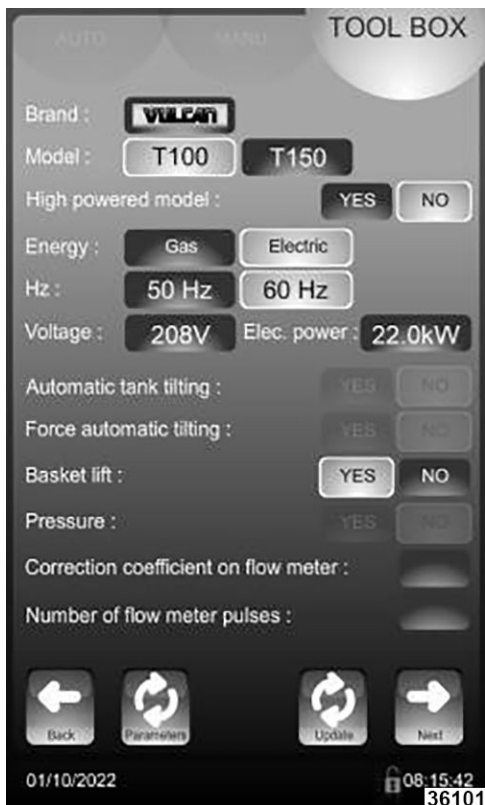 AUTO MANU TOOL BOX
Brand : VULCAN
Model : T100 T150
High powered model : YES NO
Energy : Gas Electric
Hz : 50 Hz 60 Hz
Voltage : 208V Elec. power : 22.0kW
Automatic tank tilting : YES NO
Force automatic tilting : YES NO
Basket lift : YES NO
Pressure : YES NO
Correction coefficient on flow meter :
Number of flow meter pulses :
Back Parameters Update Next
01/10/2022 08:15:42
36101